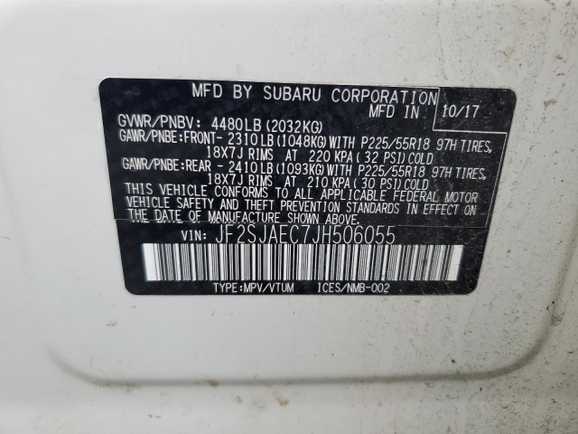 MFD BY SUBARU CORPORATION
MFD IN 10/17
GVWR/PNBV: 4480LB(2032KG)
GAWR/PNBE:FRONT-2310LB(1048KG)WITH P225/55R18 97H TIRES,
18X7J RIMS AT 220 KPA(32 PSI)COLD
GAWR/PNBE:REAR -2410LB(1093KG)WITH P225/55R18 97H TIRES,
18X7J RIMS AT 210 KPA(30 PSI)COLD
THIS VEHICLE CONFORMS TO ALL APPLICABLE FEDERAL MOTOR
VEHICLE SAFETY AND THEFT PREVENTION STANDARDS IN EFFECT
ON THE DATE OF MANUFACTURE SHOWN ABOVE.
VIN: JF2SJAEC7JH506055
TYPE:MPV/VTUM ICES/NMB-002